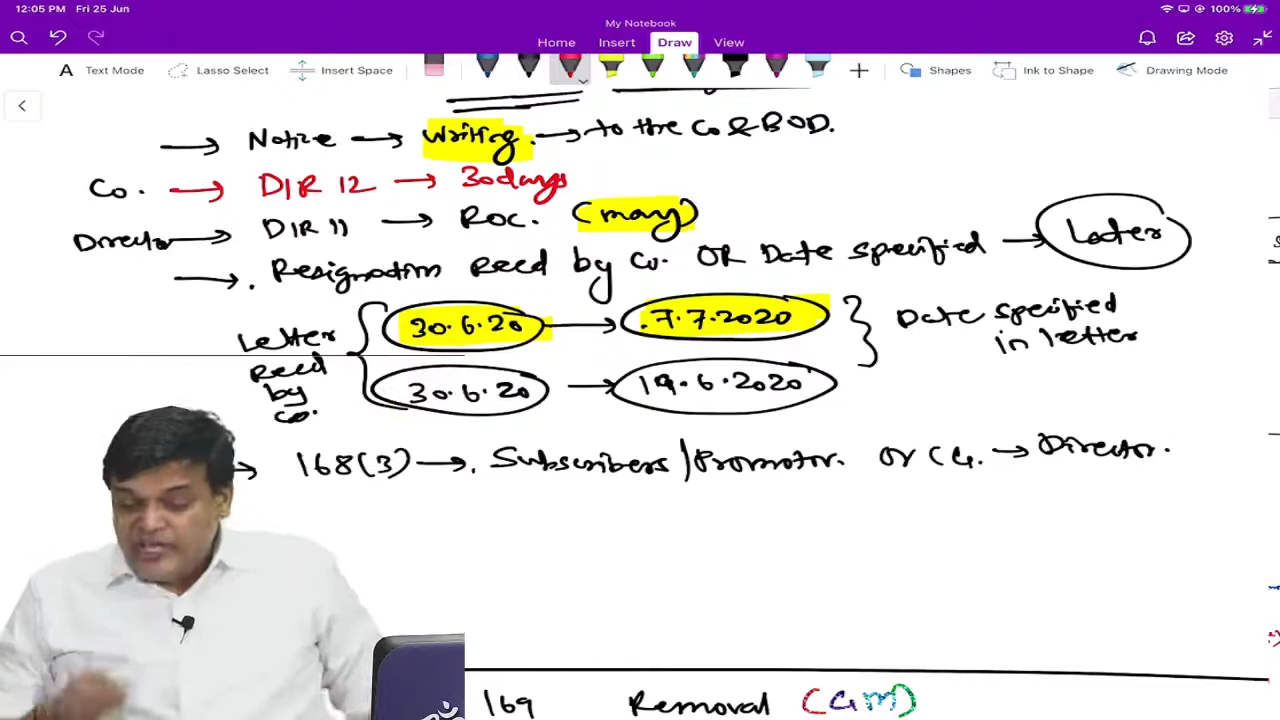 12:05 PM Fri 25 Jun 100%
My Notebook
Home Insert Draw View
A Text Mode Lasso Select Insert Space Shapes Ink to Shape Drawing Mode
→ Notice → Writing. → to the Co & BOD.
Co. → DIR 12 → 30 days
Director → DIR 11 → ROC. (may)
→ . Resignation Recd by Co. OR Date specified → Later
Letter Recd by Co. { 30.6.20 → 7.7.2020 } Date specified in letter
30.6.20 → 19.6.2020
→ 168(3) → . Subscribers/Promotor. or CG. → Director.
169 Removal (GM)